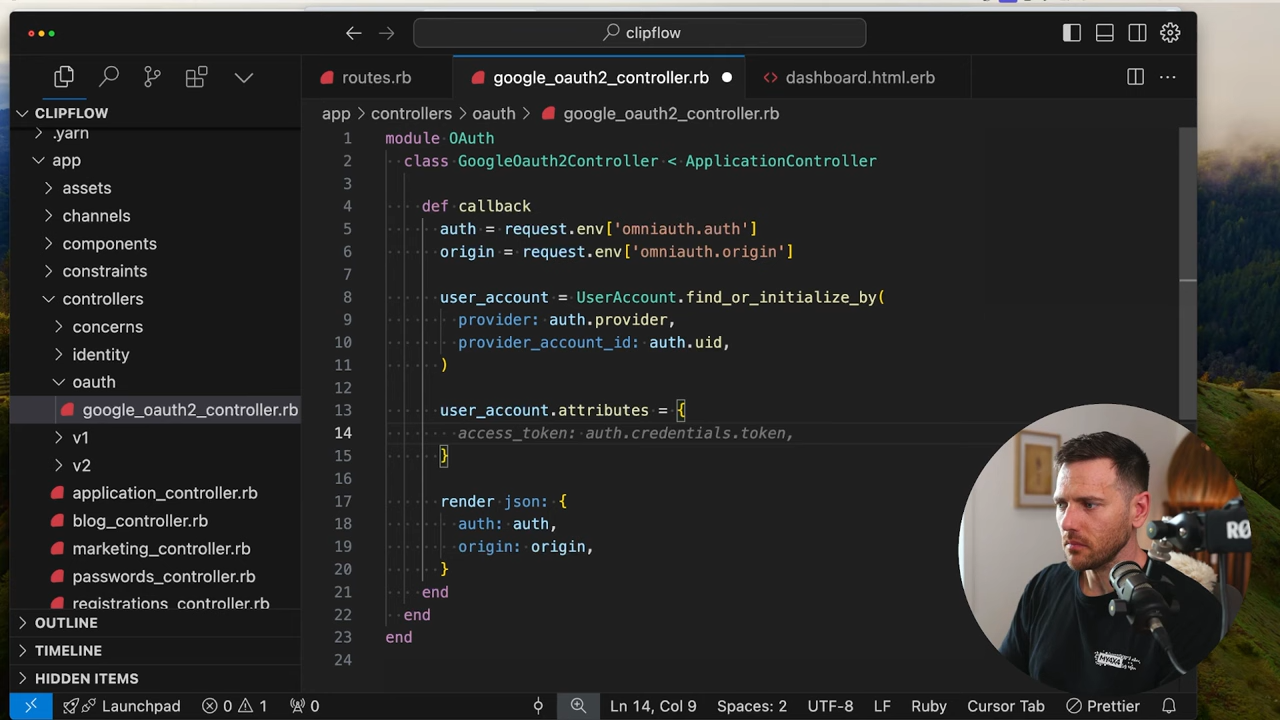 clipflow
routes.rb
google_oauth2_controller.rb
dashboard.html.erb
CLIPFLOW
app > controllers > oauth > google_oauth2_controller.rb
.yarn
app
assets
channels
components
constraints
controllers
concerns
identity
oauth
google_oauth2_controller.rb
v1
v2
application_controller.rb
blog_controller.rb
marketing_controller.rb
passwords_controller.rb
registrations_controller.rb
OUTLINE
TIMELINE
HIDDEN ITEMS
1 module OAuth
2 class GoogleOauth2Controller < ApplicationController
3
4 def callback
5 auth = request.env['omniauth.auth']
6 origin = request.env['omniauth.origin']
7
8 user_account = UserAccount.find_or_initialize_by(
9 provider: auth.provider,
10 provider_account_id: auth.uid,
11 )
12
13 user_account.attributes = {
14 access_token: auth.credentials.token,
15 }
16
17 render json: {
18 auth: auth,
19 origin: origin,
20 }
21 end
22 end
23 end
24
RØ
Launchpad 0 1 0 Ln 14, Col 9 Spaces: 2 UTF-8 LF Ruby Cursor Tab Prettier